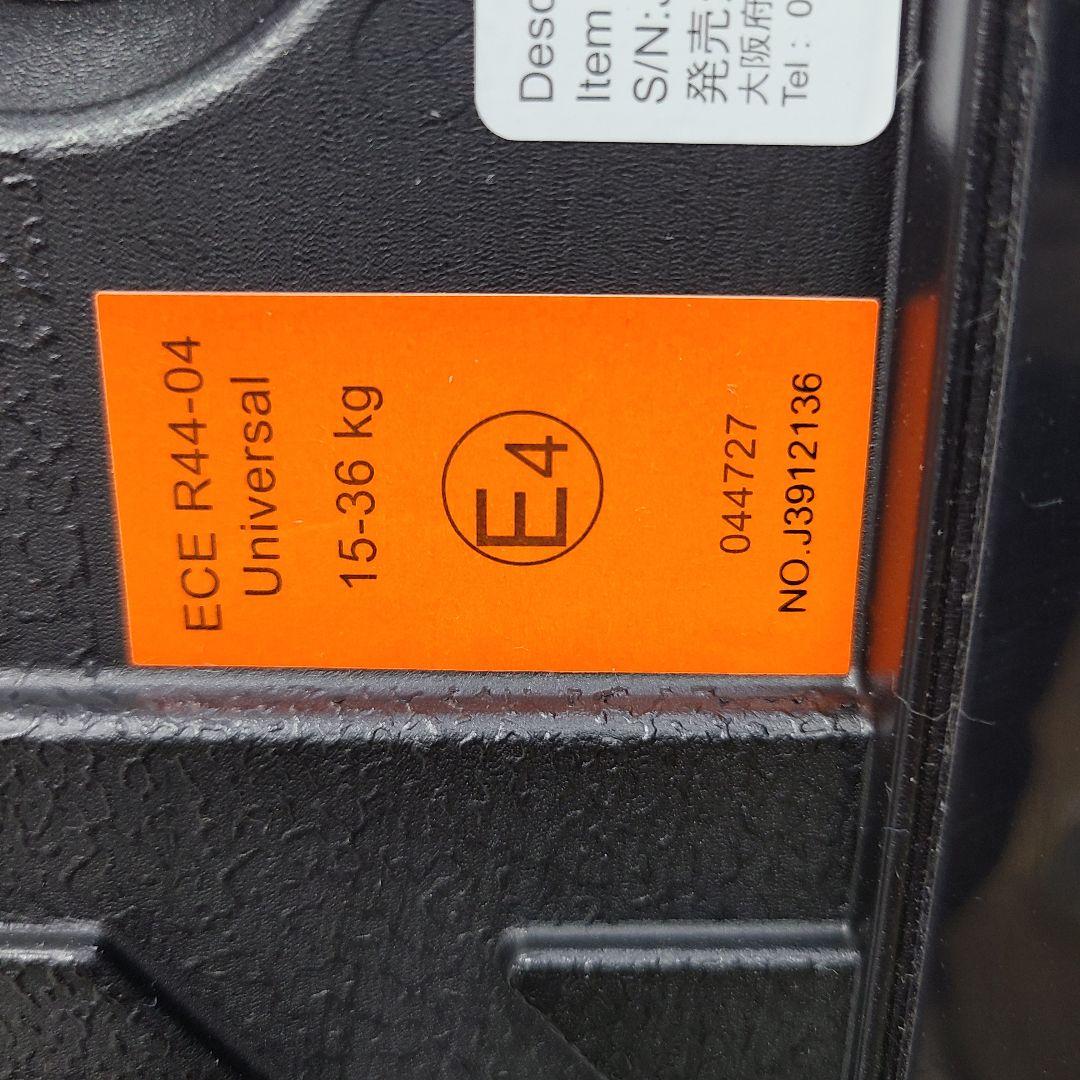 Desc
Item
S/N:
発売
大阪府
Tel : 0
ECE R44-04
Universal
15-36 kg
E4
044727
NO.J3912136